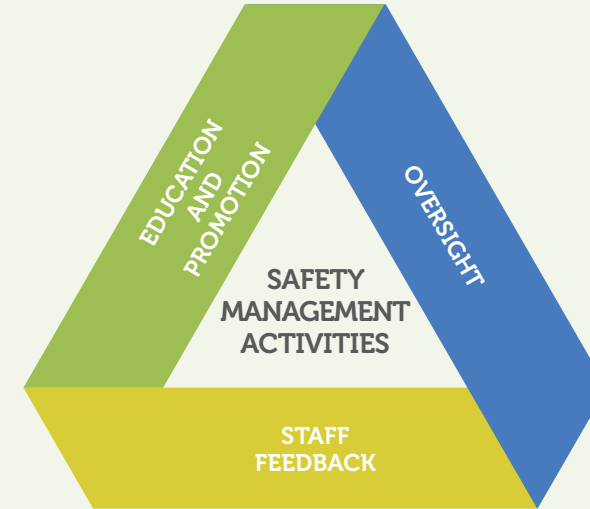 EDUCATION
AND
PROMOTION
OVERSIGHT
SAFETY
MANAGEMENT
ACTIVITIES
STAFF
FEEDBACK